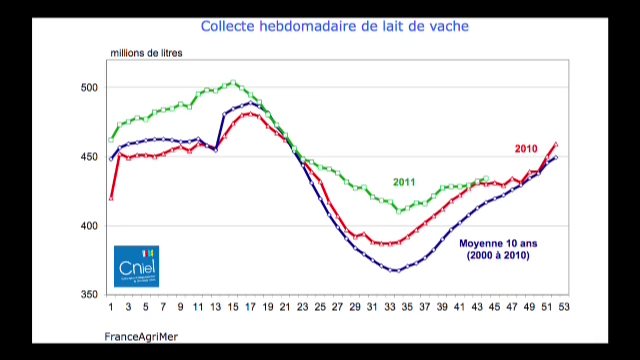 Collecte hebdomadaire de lait de vache
millions de litres
500
450
400
350
2010
2011
Moyenne 10 ans
(2000 à 2010)
Cniel
1 3 5 7 9 11 13 15 17 19 21 23 25 27 29 31 33 35 37 39 41 43 45 47 49 51 53
FranceAgriMer